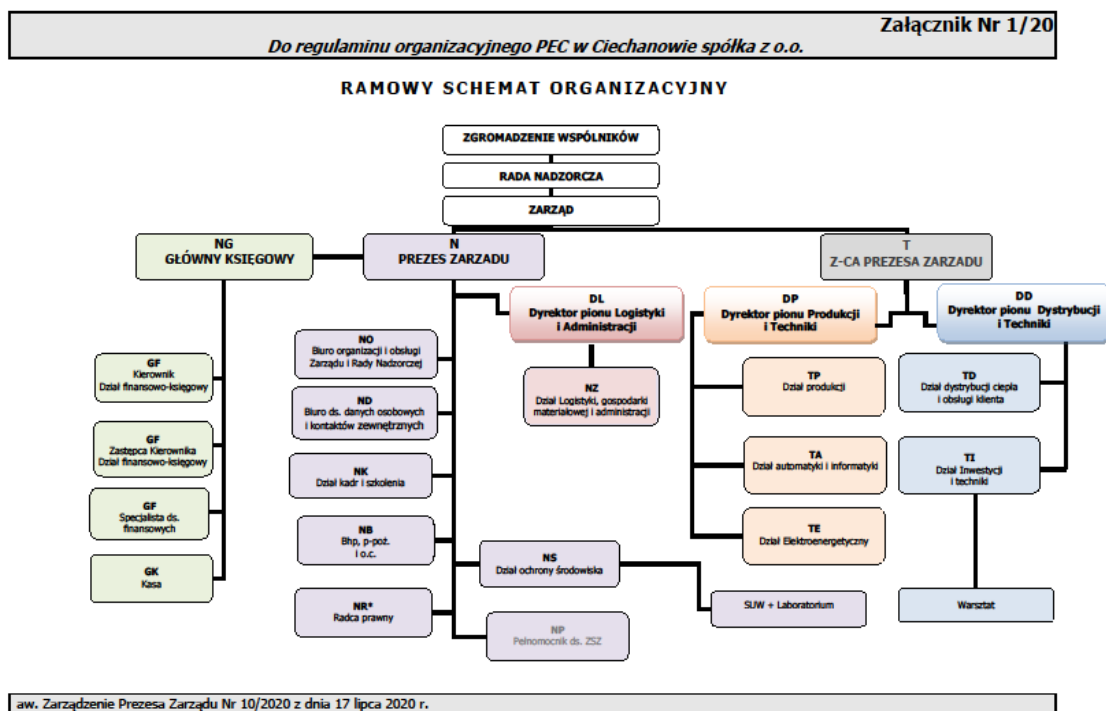 Załącznik Nr 1/20
Do regulaminu organizacyjnego PEC w Ciechanowie spółka z o.o.
RAMOWY SCHEMAT ORGANIZACYJNY
ZGROMADZENIE WSPÓLNIKÓW
RADA NADZORCZA
ZARZĄD
NG
GŁÓWNY KSIĘGOWY
N
PREZES ZARZADU
T
Z-CA PREZESA ZARZADU
DL
Dyrektor pionu Logistyki
i Administracji
DP
Dyrektor pionu Produkcji
i Techniki
DD
Dyrektor pionu Dystrybucji
i Techniki
GF
Kierownik
Dział finansowo-księgowy
GF
Zastępca Kierownika
Dział finansowo-księgowy
GF
Specjalista ds.
finansowych
GK
Kasa
NO
Biuro organizacji i obsługi
Zarządu i Rady Nadzorczej
ND
Biuro ds. danych osobowych
i kontaktów zewnętrznych
NK
Dział kadr i szkolenia
NB
Bhp, p-poż.
i o.c.
NR*
Radca prawny
NZ
Dział Logistyki, gospodarki
materiałowej i administracji
NS
Dział ochrony środowiska
NP
Pełnomocnik ds. ZSZ
SUW + Laboratorium
TP
Dział produkcji
TA
Dział automatyki i informatyki
TE
Dział Elektroenergetyczny
TD
Dział dystrybucji ciepła
i obsługi klienta
TI
Dział Inwestycji
i techniki
Warsztat
aw. Zarządzenie Prezesa Zarządu Nr 10/2020 z dnia 17 lipca 2020 r.